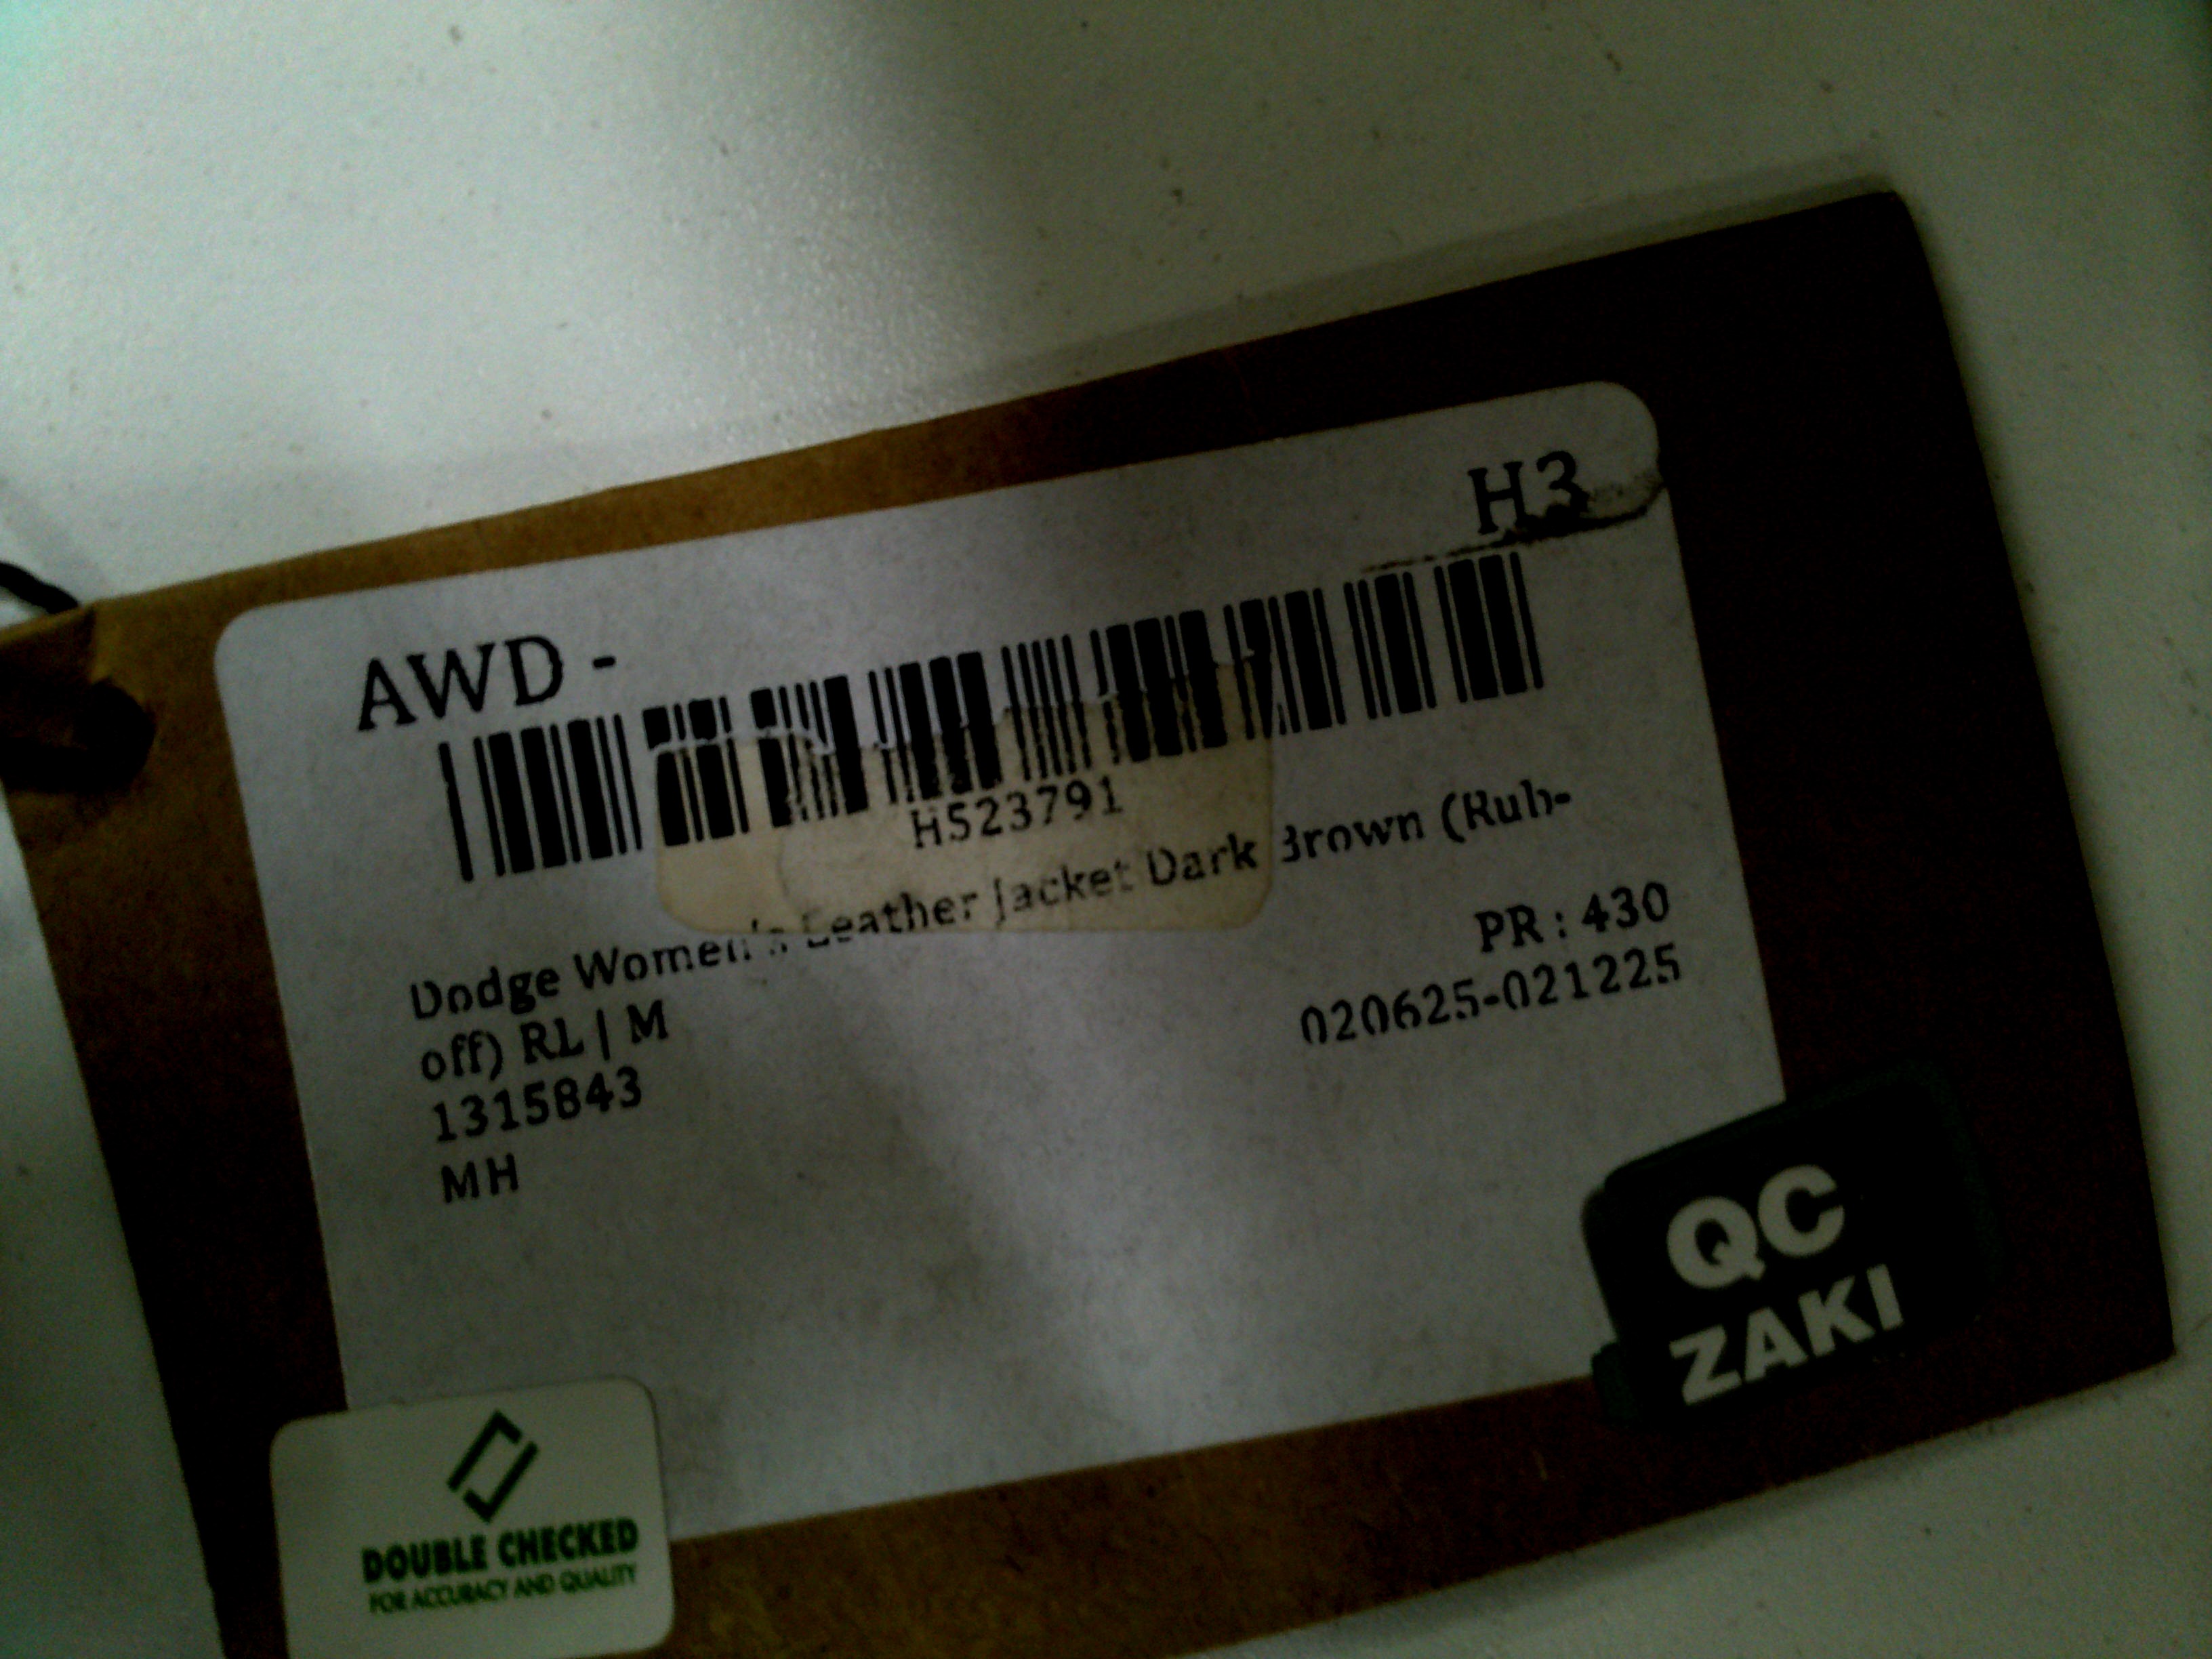 H3
AWD -
H523791
Dodge Women's Leather Jacket Dark Brown (Rub-
off) RL | M
PR : 430
1315843
020625-021225
MH
QC
ZAKI
DOUBLE CHECKED
FOR ACCURACY AND QUALITY